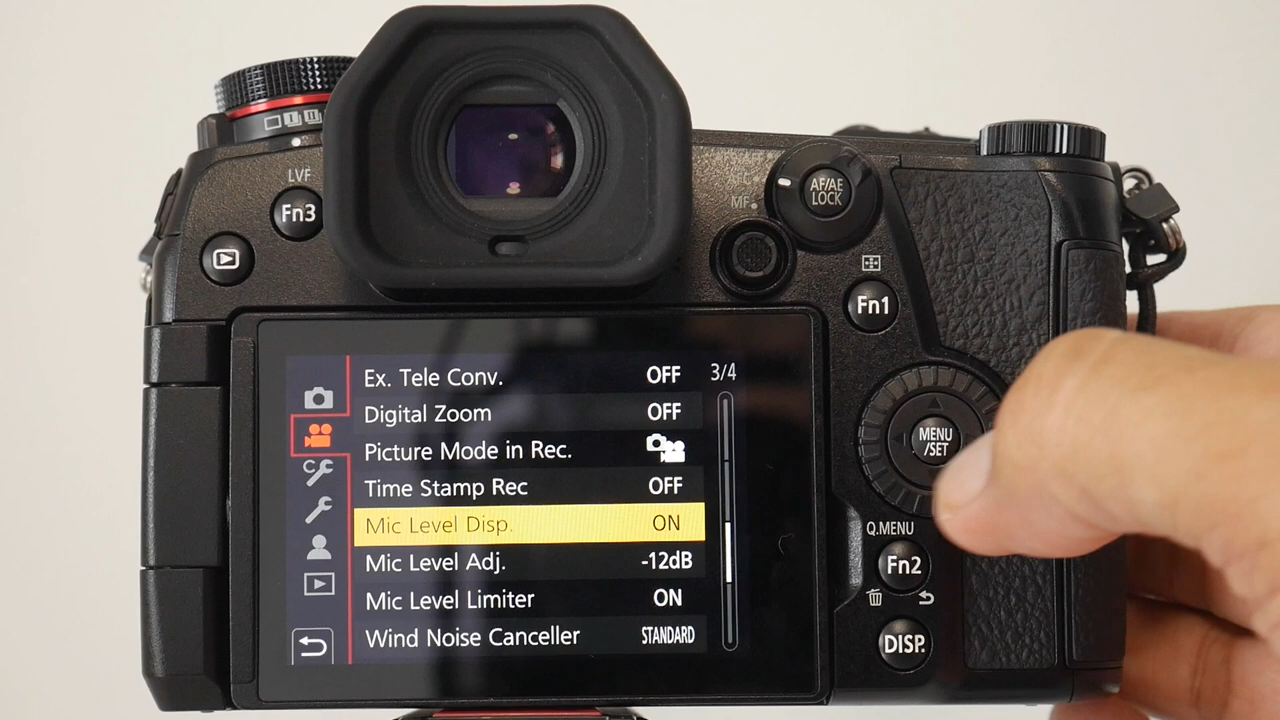 LVF
Fn3
AF/AE
LOCK
MF
Fn1
Ex. Tele Conv. OFF 3/4
Digital Zoom OFF
Picture Mode in Rec.
Time Stamp Rec OFF
Mic Level Disp. ON
Mic Level Adj. -12dB
Mic Level Limiter ON
Wind Noise Canceller STANDARD
MENU
/SET
Q.MENU
Fn2
DISP.